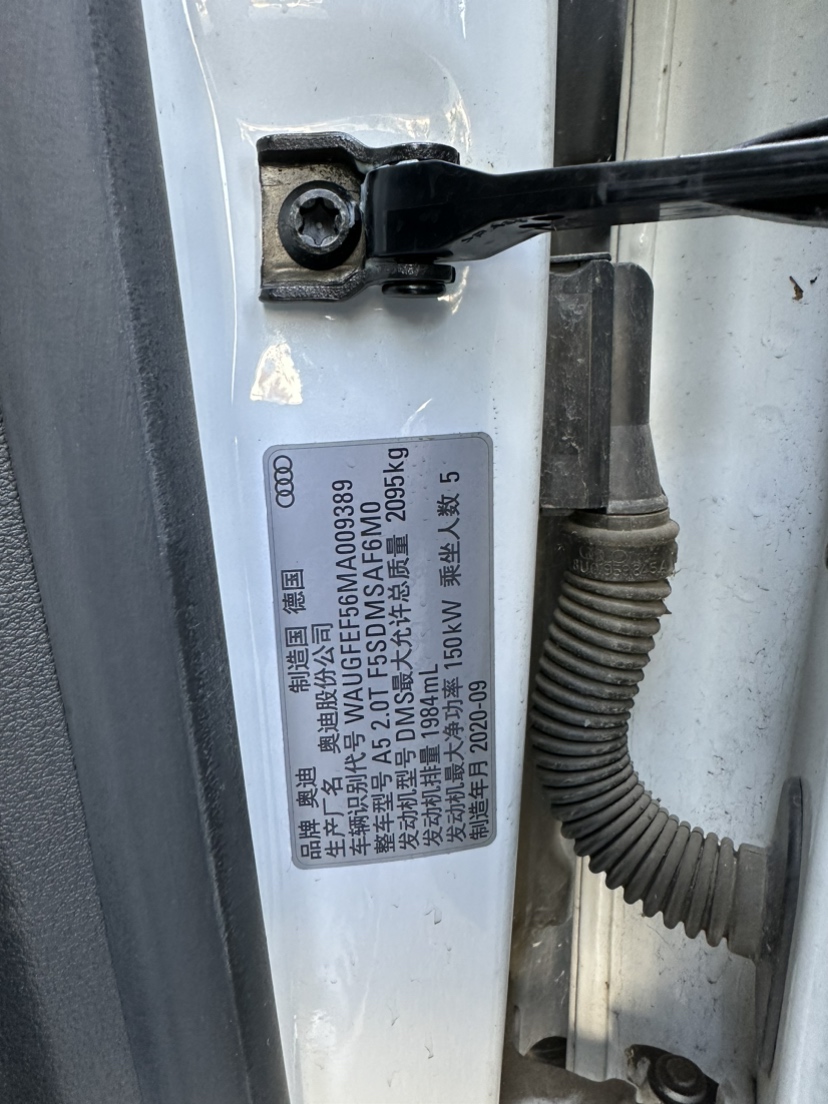 品牌 奥迪 制造国 德国
生产厂名 奥迪股份公司
车辆识别代号 WAUGFEF56MA009389
整车型号 A5 2.0T F5SDMSAF6M0
发动机型号 DMS最大允许总质量 2095kg
发动机排量 1984mL
发动机最大净功率 150kW 乘坐人数 5
制造年月 2020-09